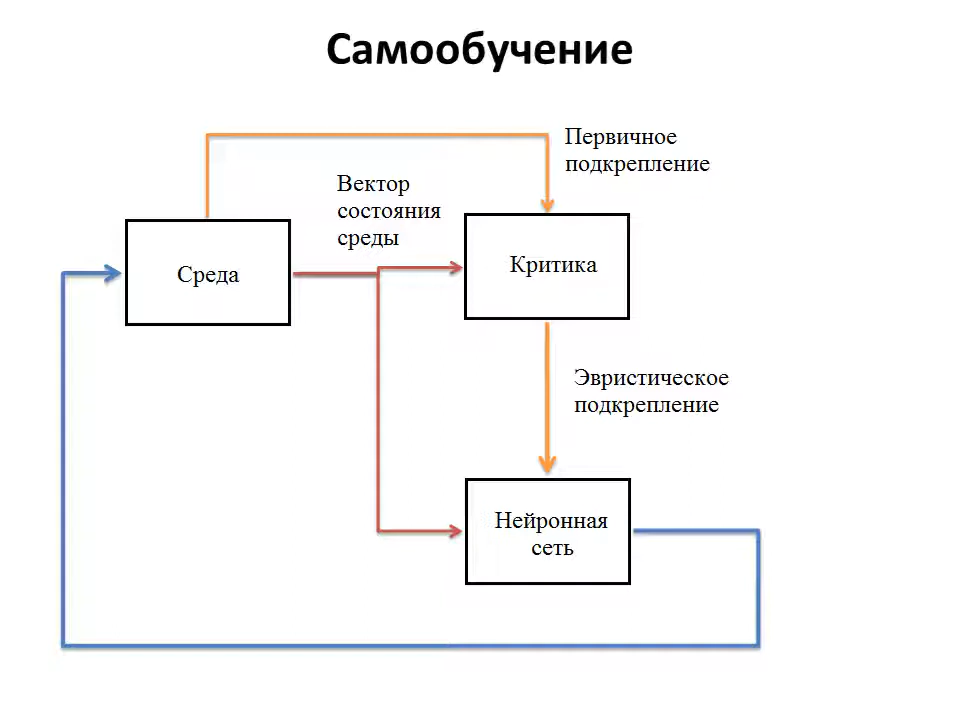 Самообучение
Первичное
подкрепление
Вектор
состояния
среды
Среда
Критика
Эвристическое
подкрепление
Нейронная
сеть